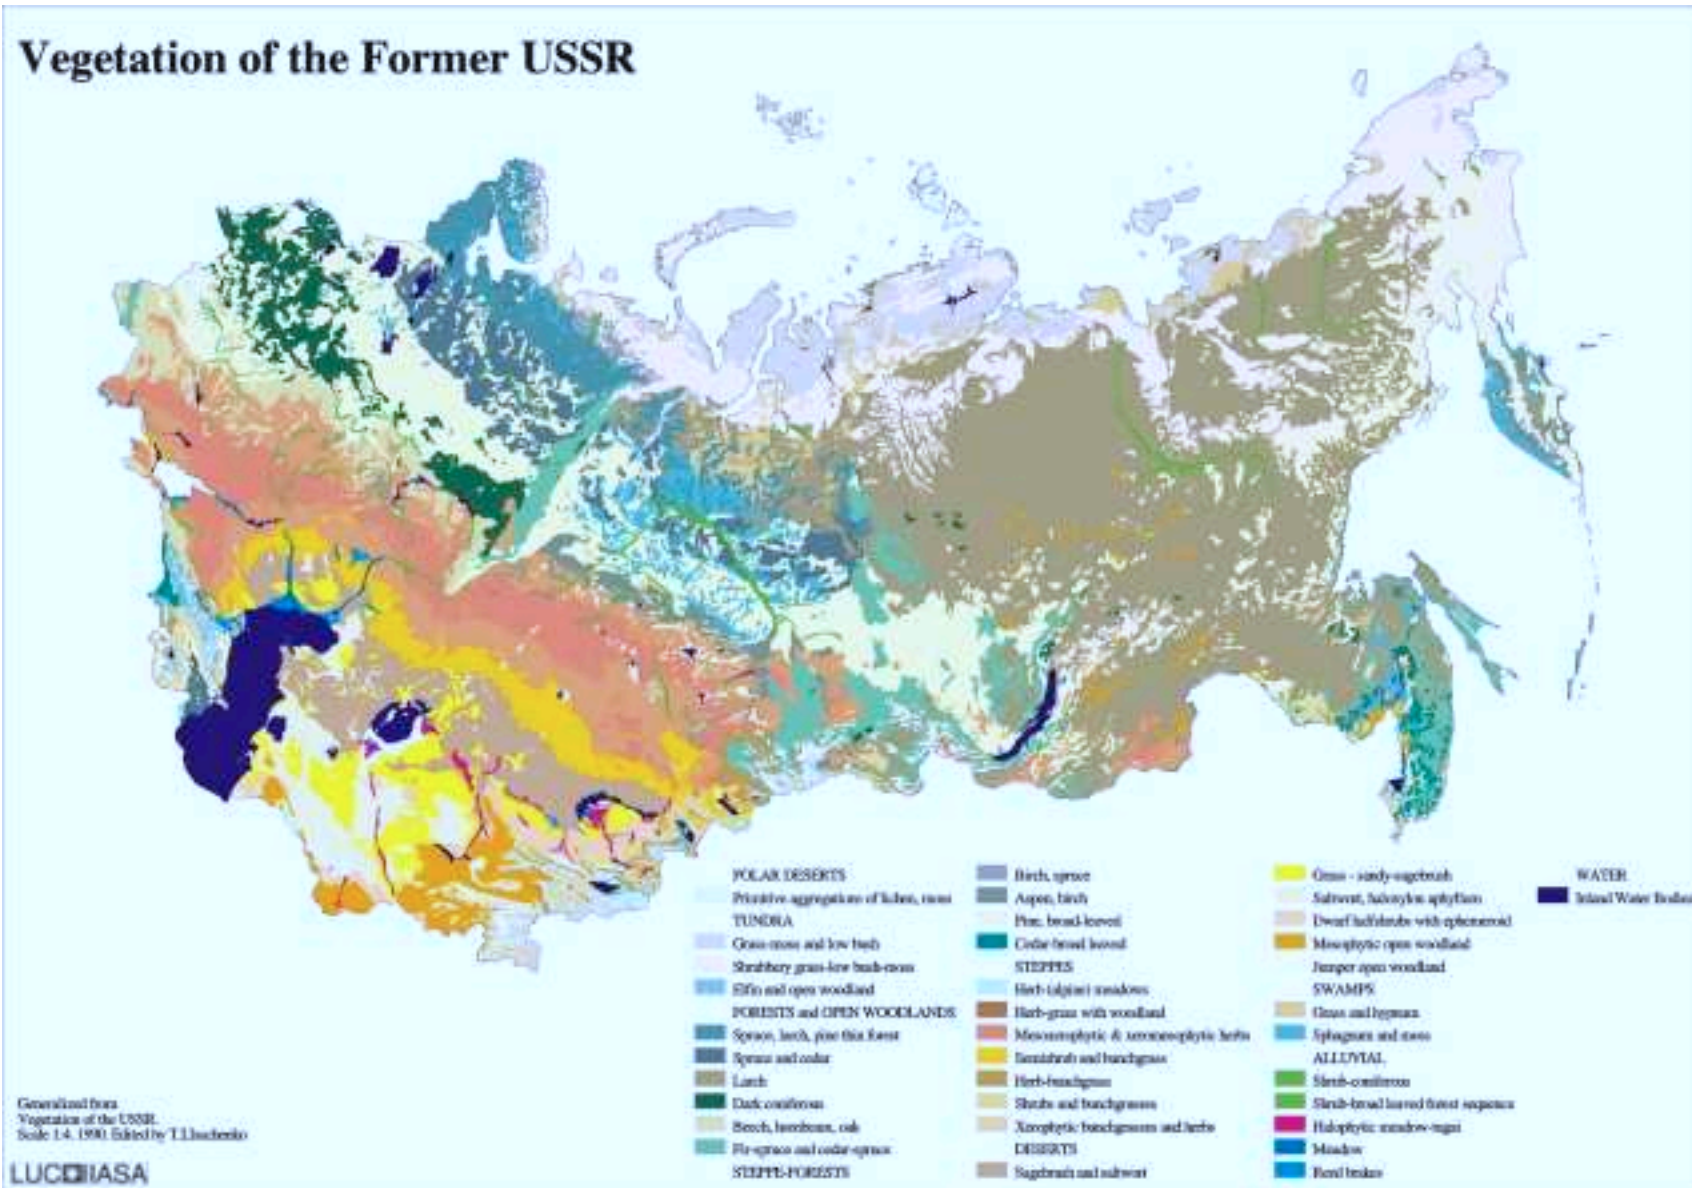 Vegetation of the Former USSR
POLAR DESERTS
Primitive aggregations of lichen, moss
TUNDRA
Grass-moss and low bush
Shrubbery grass-low bush-moss
Elfin and open woodland
FORESTS and OPEN WOODLANDS
Spruce, larch, pine thin forest
Spruce and cedar
Larch
Dark coniferous
Beech, hornbeam, oak
Fir-spruce and cedar-spruce
STEPPE-FORESTS
Birch, spruce
Aspen, birch
Pine, broad-leaved
Cedar-broad leaved
STEPPES
Herb (alpine) meadows
Herb-grass with woodland
Mesoxerophytic & xeromesophytic herbs
Semishrub and bunchgrass
Herb-bunchgrass
Shrubs and bunchgrasses
Xerophytic bunchgrasses and herbs
DESERTS
Sagebrush and saltwort
Grass - sandy-sagebrush
Saltwort, haloxylon aphyllum
Dwarf halfshrubs with ephemeroid
Mesophytic open woodland
Juniper open woodland
SWAMPS
Grass and hypnum
Sphagnum and moss
ALLUVIAL
Shrub-coniferous
Shrub-broad leaved forest sequence
Halophytic meadow-tugai
Meadow
Reed brakes
WATER
Inland Water Bodies
Generalized from
Vegetation of the USSR.
Scale 1:4. 1990. Edited by
LUC IIASA